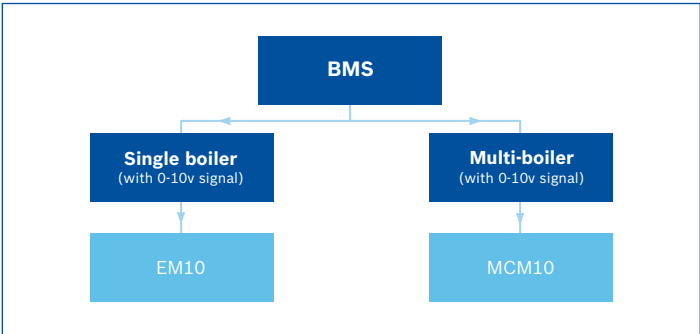 BMS
Single boiler
(with 0-10v signal)
Multi-boiler
(with 0-10v signal)
EM10
MCM10